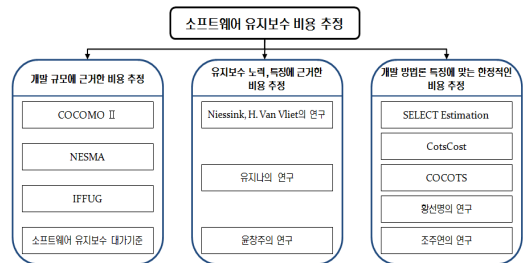 소프트웨어 유지보수 비용 추정
개발 규모에 근거한 비용 추정
COCOMO Ⅱ
NESMA
IFFUG
소프트웨어 유지보수 대가기준
유지보수 노력,특징에 근거한
비용 추정
Niessink, H. Van Vliet의 연구
유지나의 연구
윤창주의 연구
개발 방법론 특징에 맞는 한정적인
비용 추정
SELECT Estimation
CotsCost
COCOTS
황선명의 연구
조주연의 연구